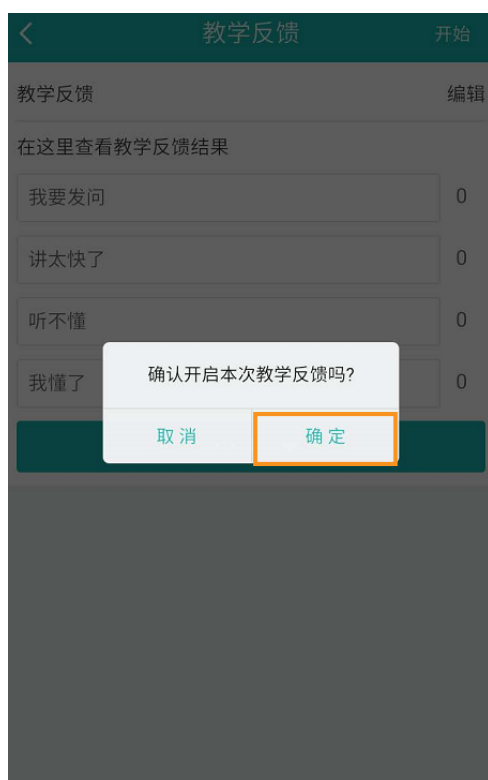 教学反馈
开始
教学反馈
编辑
在这里查看教学反馈结果
我要发问
0
讲太快了
0
听不懂
0
我懂了
0
确认开启本次教学反馈吗?
取消
确定